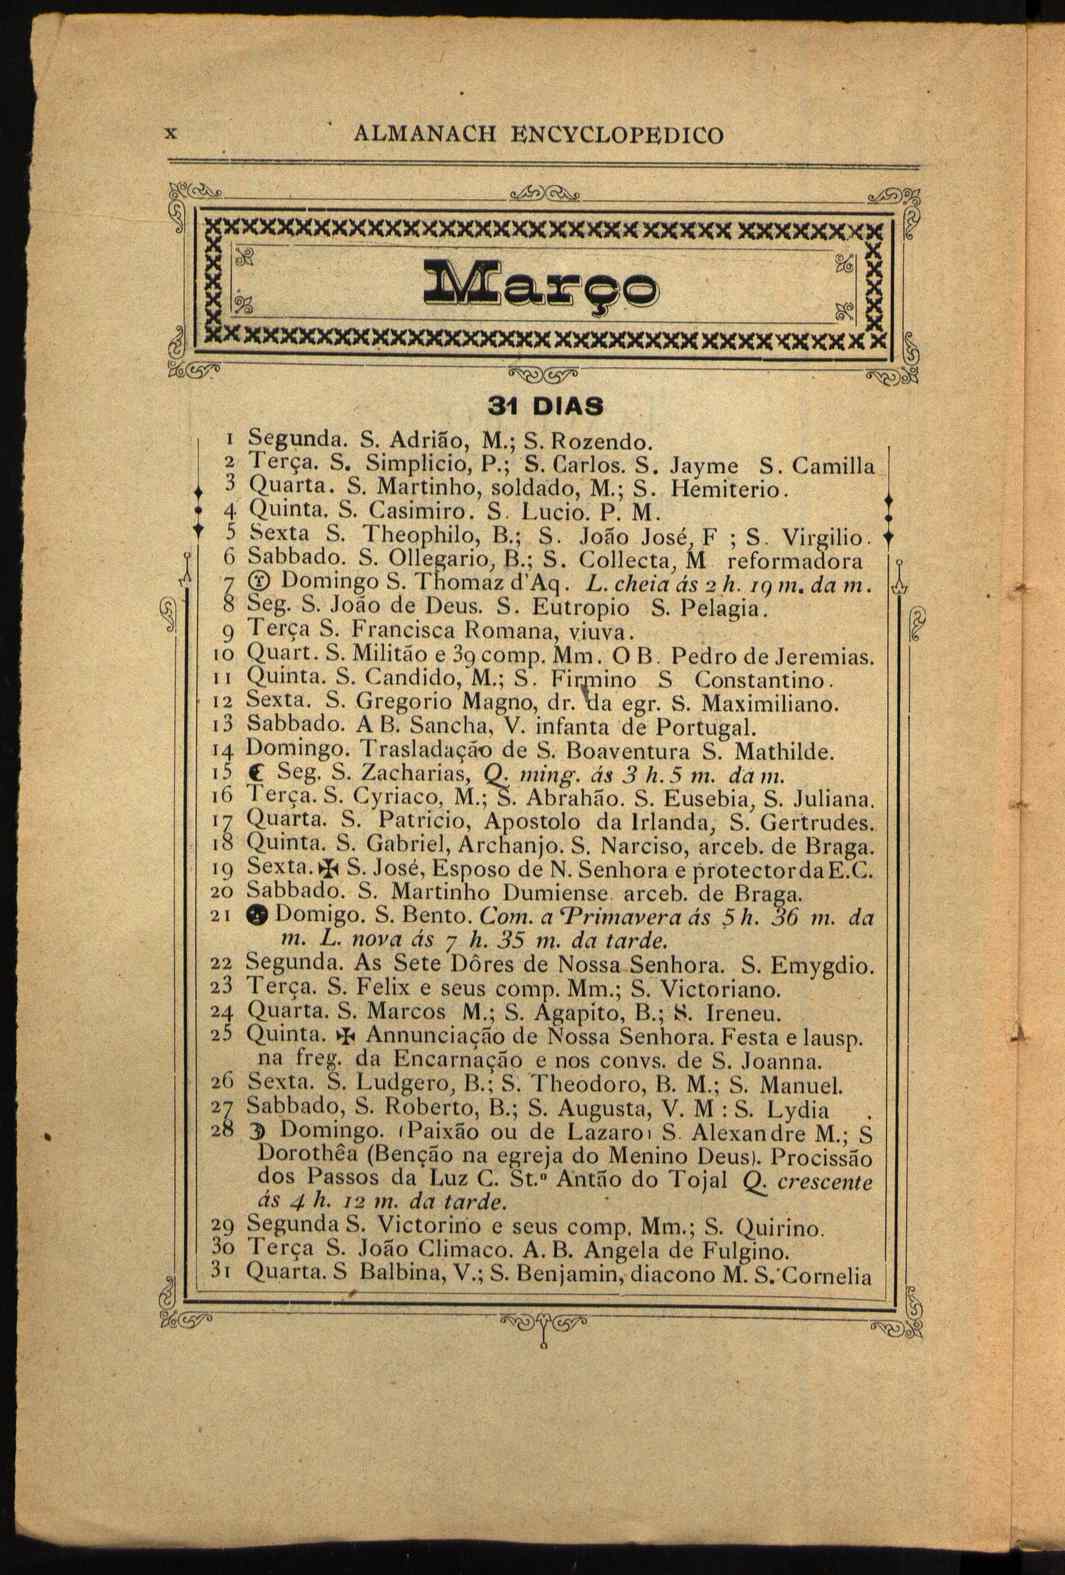 x ALMANACH ENCYCLOPEDICO
Março
31 DIAS
1 Segunda. S. Adrião, M.; S. Rozendo.
2 Terça. S. Simplicio, P.; S. Carlos. S. Jayme S. Camilla
3 Quarta. S. Martinho, soldado, M.; S. Hemiterio.
4 Quinta. S. Casimiro. S. Lucio. P. M.
5 Sexta S. Theophilo, B.; S. João José, F ; S. Virgilio.
6 Sabbado. S. Ollegario, B.; S. Collecta, M reformadora
7 Domingo S. Thomaz d'Aq. L. cheia ás 2 h. 19 m. da m.
8 Seg. S. João de Deus. S. Eutropio S. Pelagia.
9 Terça S. Francisca Romana, viuva.
10 Quart. S. Militão e 39 comp. Mm. O B. Pedro de Jeremias.
11 Quinta. S. Candido, M.; S. Firmino S Constantino.
12 Sexta. S. Gregorio Magno, dr. da egr. S. Maximiliano.
13 Sabbado. A B. Sancha, V. infanta de Portugal.
14 Domingo. Trasladação de S. Boaventura S. Mathilde.
15 ☾ Seg. S. Zacharias, Q. ming. ás 3 h. 5 m. da m.
16 Terça. S. Cyriaco, M.; S. Abrahão. S. Eusebia, S. Juliana.
17 Quarta. S. Patricio, Apostolo da Irlanda, S. Gertrudes.
18 Quinta. S. Gabriel, Archanjo. S. Narciso, arceb. de Braga.
19 Sexta. ✠ S. José, Esposo de N. Senhora e protector da E.C.
20 Sabbado. S. Martinho Dumiense arceb. de Braga.
21 Domigo. S. Bento. Com. a Primavera ás 5 h. 36 m. da
m. L. nova ás 7 h. 35 m. da tarde.
22 Segunda. As Sete Dôres de Nossa Senhora. S. Emygdio.
23 Terça. S. Felix e seus comp. Mm.; S. Victoriano.
24 Quarta. S. Marcos M.; S. Agapito, B.; S. Ireneu.
25 Quinta. ✠ Annunciação de Nossa Senhora. Festa e lausp.
na freg. da Encarnação e nos convs. de S. Joanna.
26 Sexta. S. Ludgero, B.; S. Theodoro, B. M.; S. Manuel.
27 Sabbado, S. Roberto, B.; S. Augusta, V. M : S. Lydia .
28 ☽ Domingo. (Paixão ou de Lazaro) S. Alexandre M.; S
Dorothêa (Benção na egreja do Menino Deus). Procissão
dos Passos da Luz C. St.º Antão do Tojal Q. crescente
ás 4 h. 12 m. da tarde.
29 Segunda S. Victorino e seus comp. Mm.; S. Quirino.
30 Terça S. João Climaco. A. B. Angela de Fulgino.
31 Quarta. S Balbina, V.; S. Benjamin, diacono M. S. Cornelia